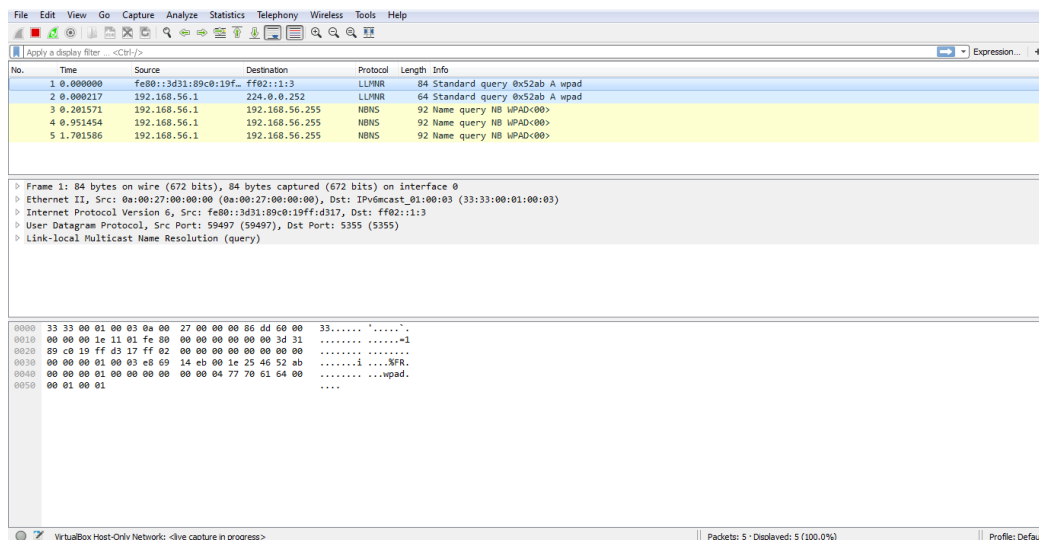 File Edit View Go Capture Analyze Statistics Telephony Wireless Tools Help
Apply a display filter ... <Ctrl-/> Expression... +
No. Time Source Destination Protocol Length Info
1 0.000000 fe80::3d31:89c0:19f… ff02::1:3 LLMNR 84 Standard query 0x52ab A wpad
2 0.000217 192.168.56.1 224.0.0.252 LLMNR 64 Standard query 0x52ab A wpad
3 0.201571 192.168.56.1 192.168.56.255 NBNS 92 Name query NB WPAD<00>
4 0.951454 192.168.56.1 192.168.56.255 NBNS 92 Name query NB WPAD<00>
5 1.701586 192.168.56.1 192.168.56.255 NBNS 92 Name query NB WPAD<00>
Frame 1: 84 bytes on wire (672 bits), 84 bytes captured (672 bits) on interface 0
Ethernet II, Src: 0a:00:27:00:00:00 (0a:00:27:00:00:00), Dst: IPv6mcast_01:00:03 (33:33:00:01:00:03)
Internet Protocol Version 6, Src: fe80::3d31:89c0:19ff:d317, Dst: ff02::1:3
User Datagram Protocol, Src Port: 59497 (59497), Dst Port: 5355 (5355)
Link-local Multicast Name Resolution (query)
0000 33 33 00 01 00 03 0a 00 27 00 00 00 86 dd 60 00 33...... '.....`.
0010 00 00 00 1e 11 01 fe 80 00 00 00 00 00 00 3d 31 ........ ......=1
0020 89 c0 19 ff d3 17 ff 02 00 00 00 00 00 00 00 00 ........ ........
0030 00 00 00 01 00 03 e8 69 14 eb 00 1e 25 46 52 ab .......i ....%FR.
0040 00 00 00 01 00 00 00 00 00 00 04 77 70 61 64 00 ........ ...wpad.
0050 00 01 00 01 ....
VirtualBox Host-Only Network: <live capture in progress> Packets: 5 · Displayed: 5 (100.0%) Profile: Defau